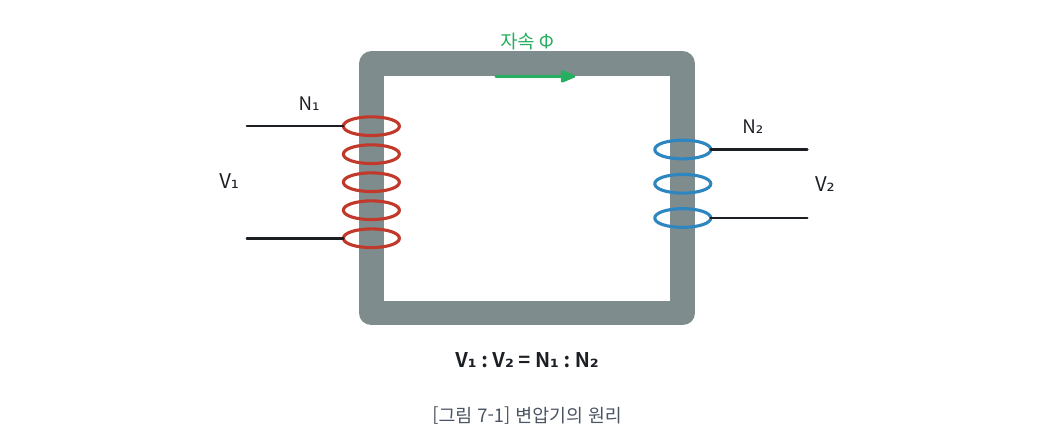 자속 Φ
N₁
N₂
V₁
V₂
V₁ : V₂ = N₁ : N₂
[그림 7-1] 변압기의 원리